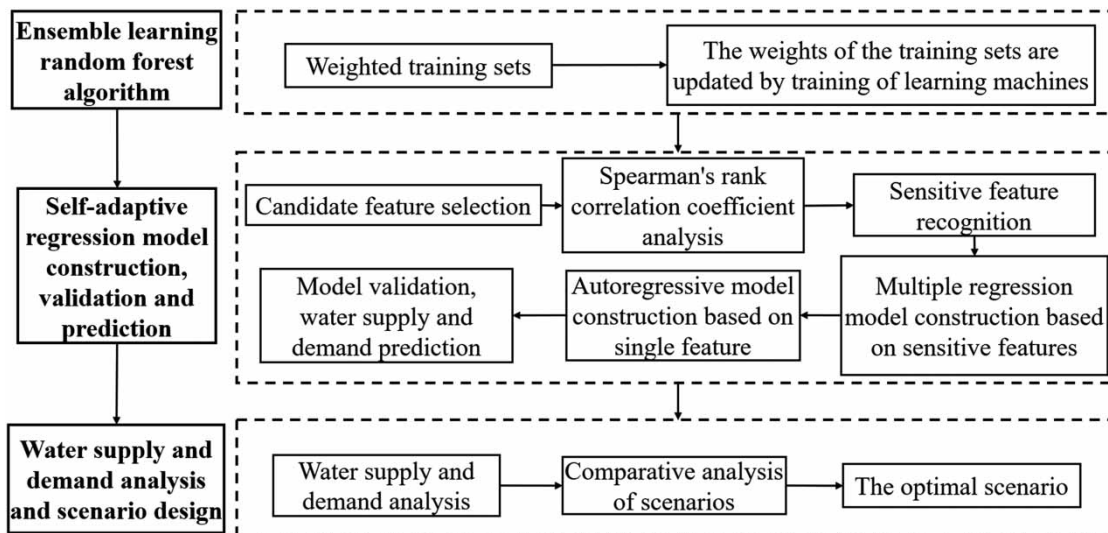 Ensemble learning
random forest
algorithm
Weighted training sets
The weights of the training sets are
updated by training of learning machines
Self-adaptive
regression model
construction,
validation and
prediction
Candidate feature selection
Spearman's rank
correlation coefficient
analysis
Sensitive feature
recognition
Multiple regression
model construction based
on sensitive features
Autoregressive model
construction based on
single feature
Model validation,
water supply and
demand prediction
Water supply and
demand analysis
and scenario design
Water supply and
demand analysis
Comparative analysis
of scenarios
The optimal scenario